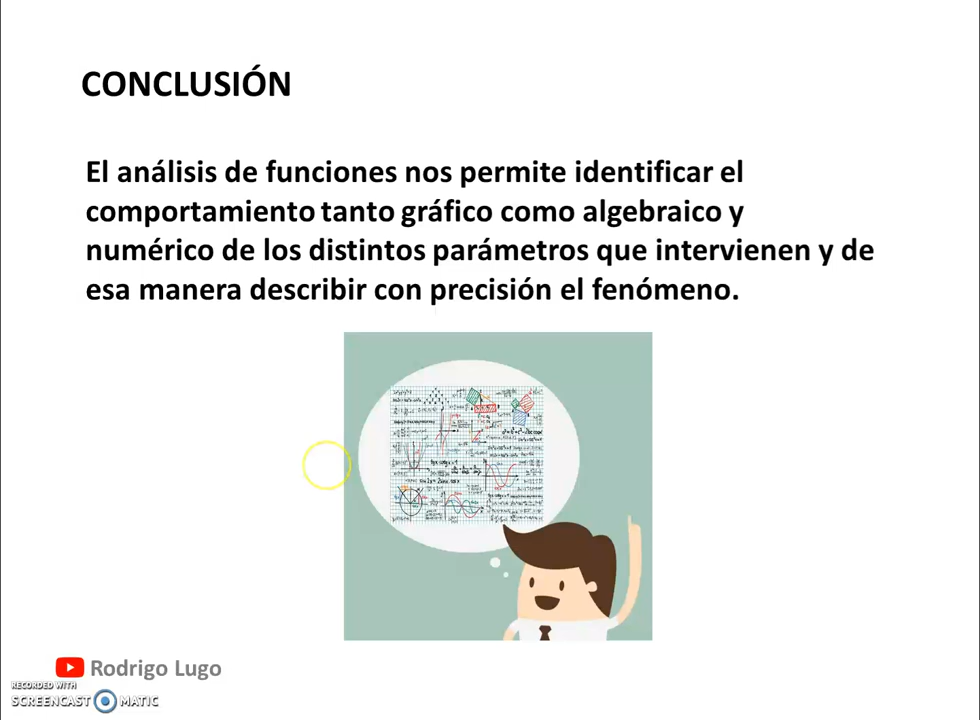 CONCLUSIÓN
El análisis de funciones nos permite identificar el
comportamiento tanto gráfico como algebraico y
numérico de los distintos parámetros que intervienen y de
esa manera describir con precisión el fenómeno.
Rodrigo Lugo
RECORDED WITH
SCREENCAST MATIC